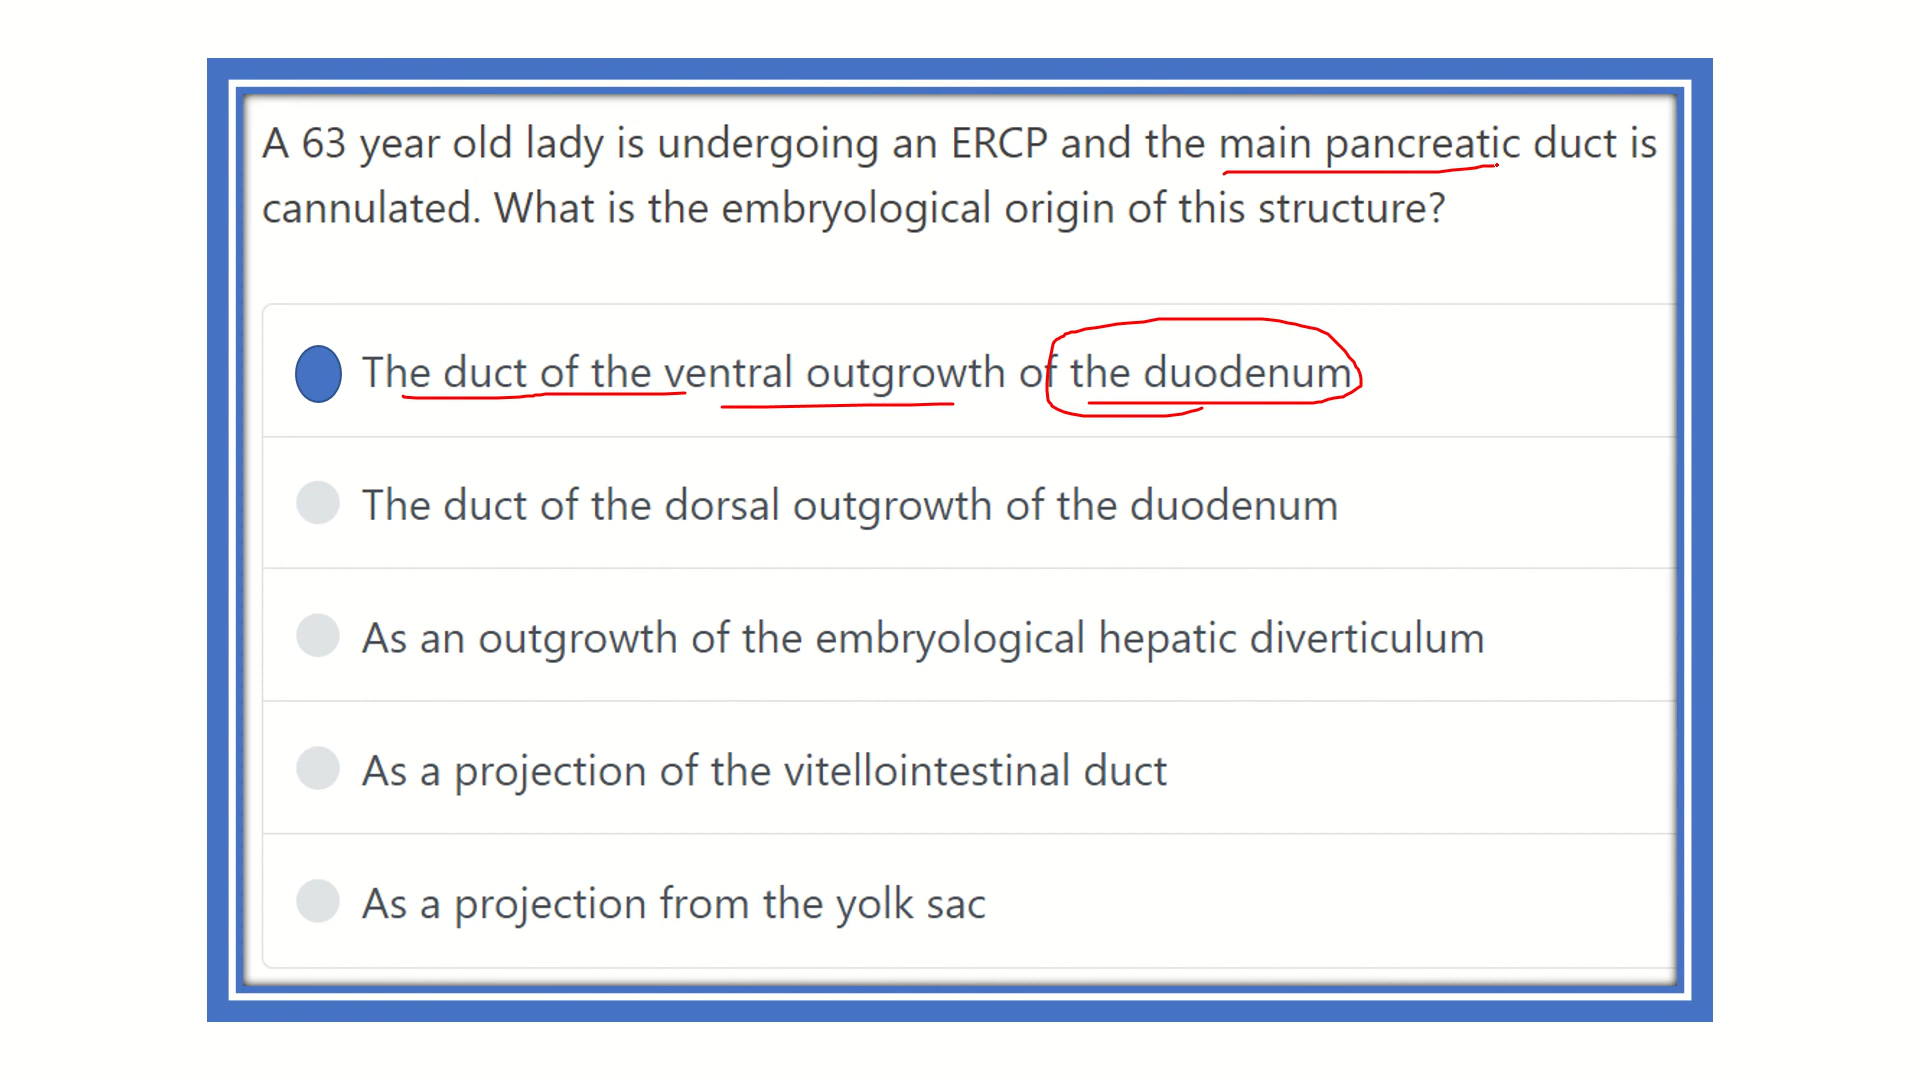 A 63 year old lady is undergoing an ERCP and the main pancreatic duct is
cannulated. What is the embryological origin of this structure?
The duct of the ventral outgrowth of the duodenum
The duct of the dorsal outgrowth of the duodenum
As an outgrowth of the embryological hepatic diverticulum
As a projection of the vitellointestinal duct
As a projection from the yolk sac